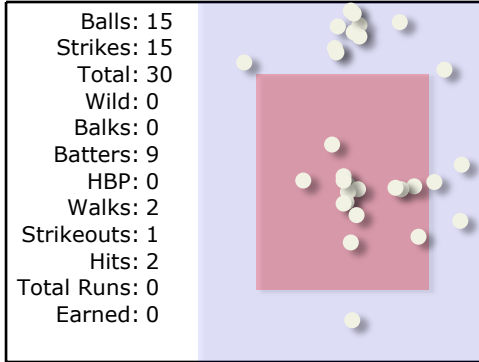 Balls: 15
Strikes: 15
Total: 30
Wild: 0
Balks: 0
Batters: 9
HBP: 0
Walks: 2
Strikeouts: 1
Hits: 2
Total Runs: 0
Earned: 0